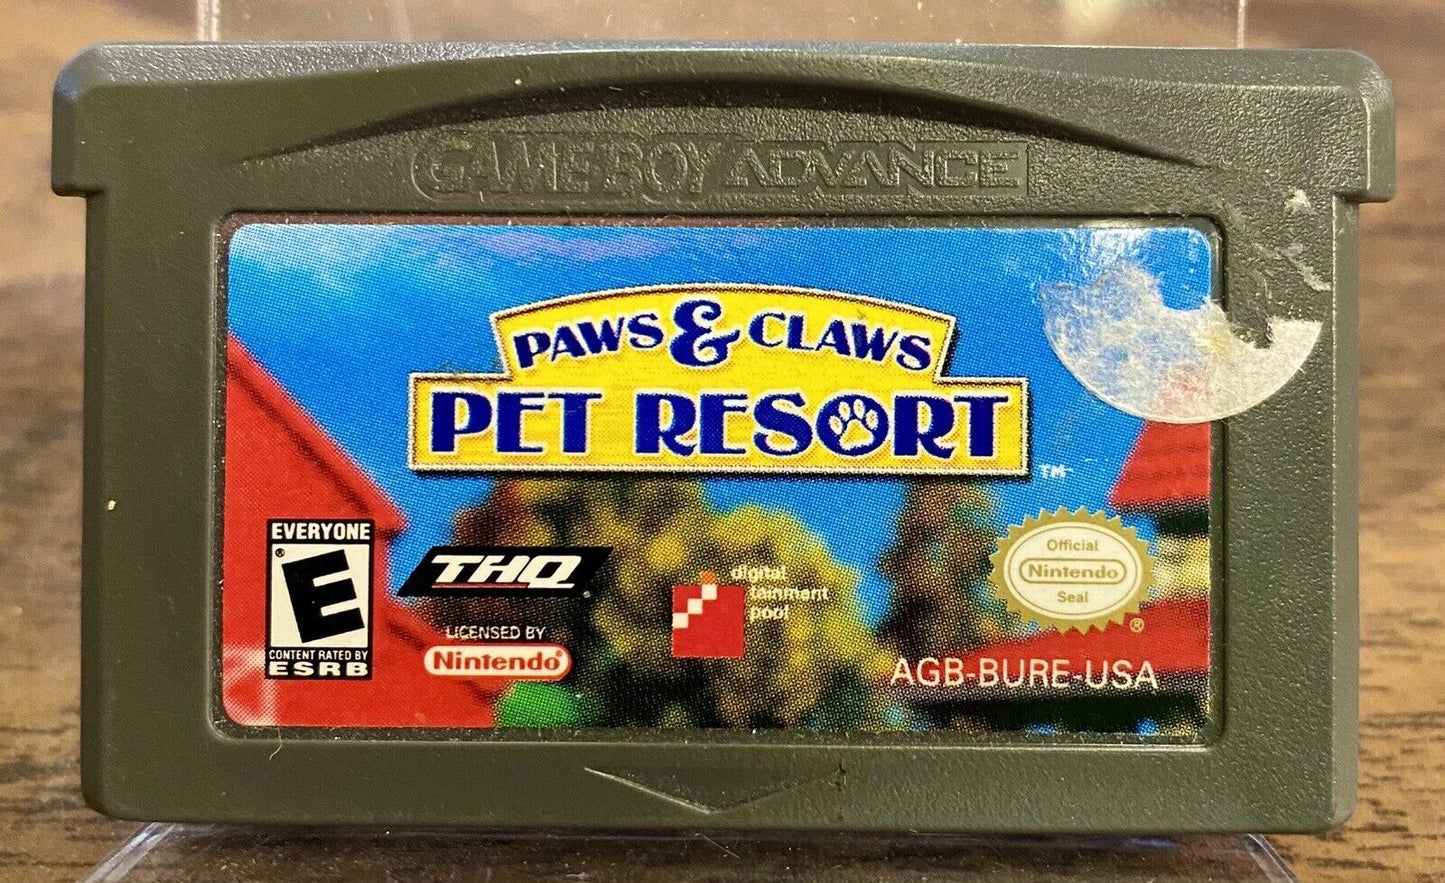 GAME BOY ADVANCE
PAWS & CLAWS
PET RESORT
TM
EVERYONE
E
®
CONTENT RATED BY
ESRB
THQ
®
LICENSED BY
Nintendo®
digital
tainment
pool
Official
Nintendo
Seal
®
AGB-BURE-USA